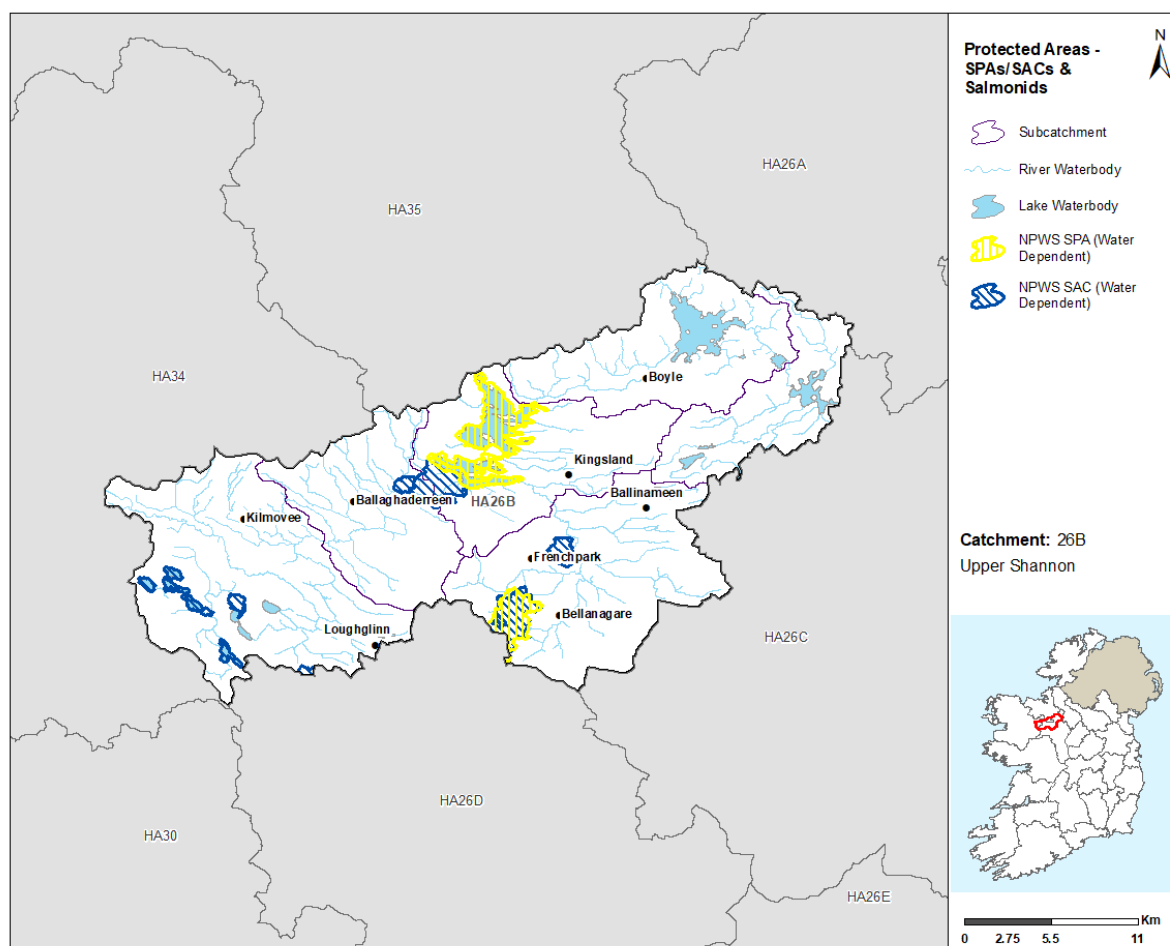 HA26A
HA35
HA34
Boyle
Kingsland
Ballinameen
Ballaghaderreen
HA26B
Kilmovee
Frenchpark
Bellanagare
Loughglinn
HA26C
HA26D
HA30
HA26E
Protected Areas -
SPAs/SACs &
Salmonids
N
Subcatchment
River Waterbody
Lake Waterbody
NPWS SPA (Water
Dependent)
NPWS SAC (Water
Dependent)
Catchment: 26B
Upper Shannon
Km
0 2.75 5.5 11